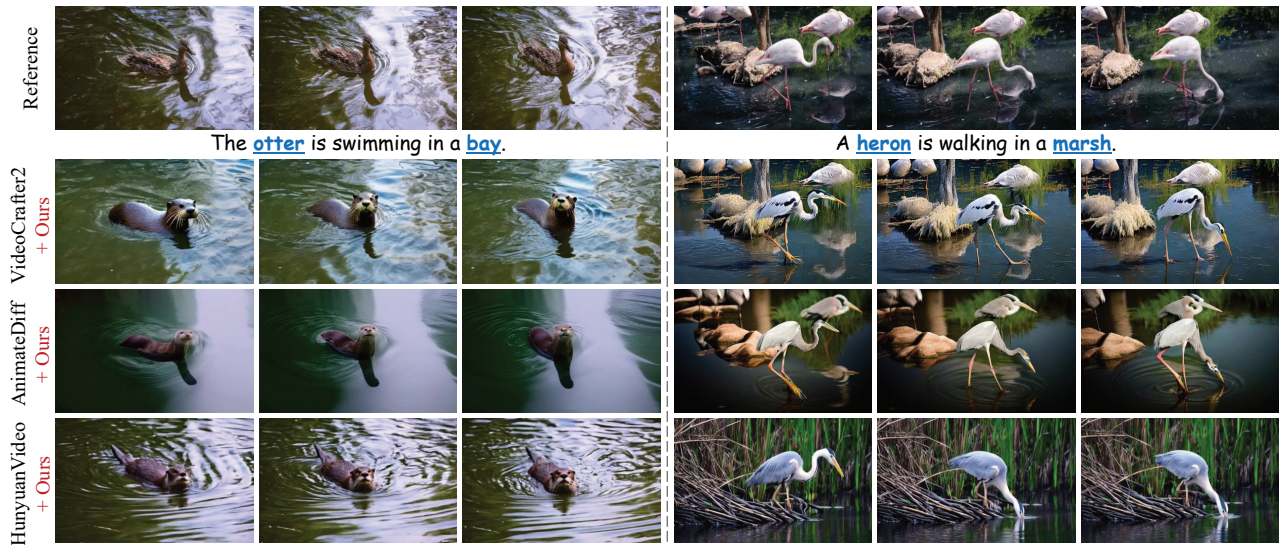 Reference
The otter is swimming in a bay.
A heron is walking in a marsh.
VideoCrafter2
+ Ours
AnimateDiff
+ Ours
HunyuanVideo
+ Ours